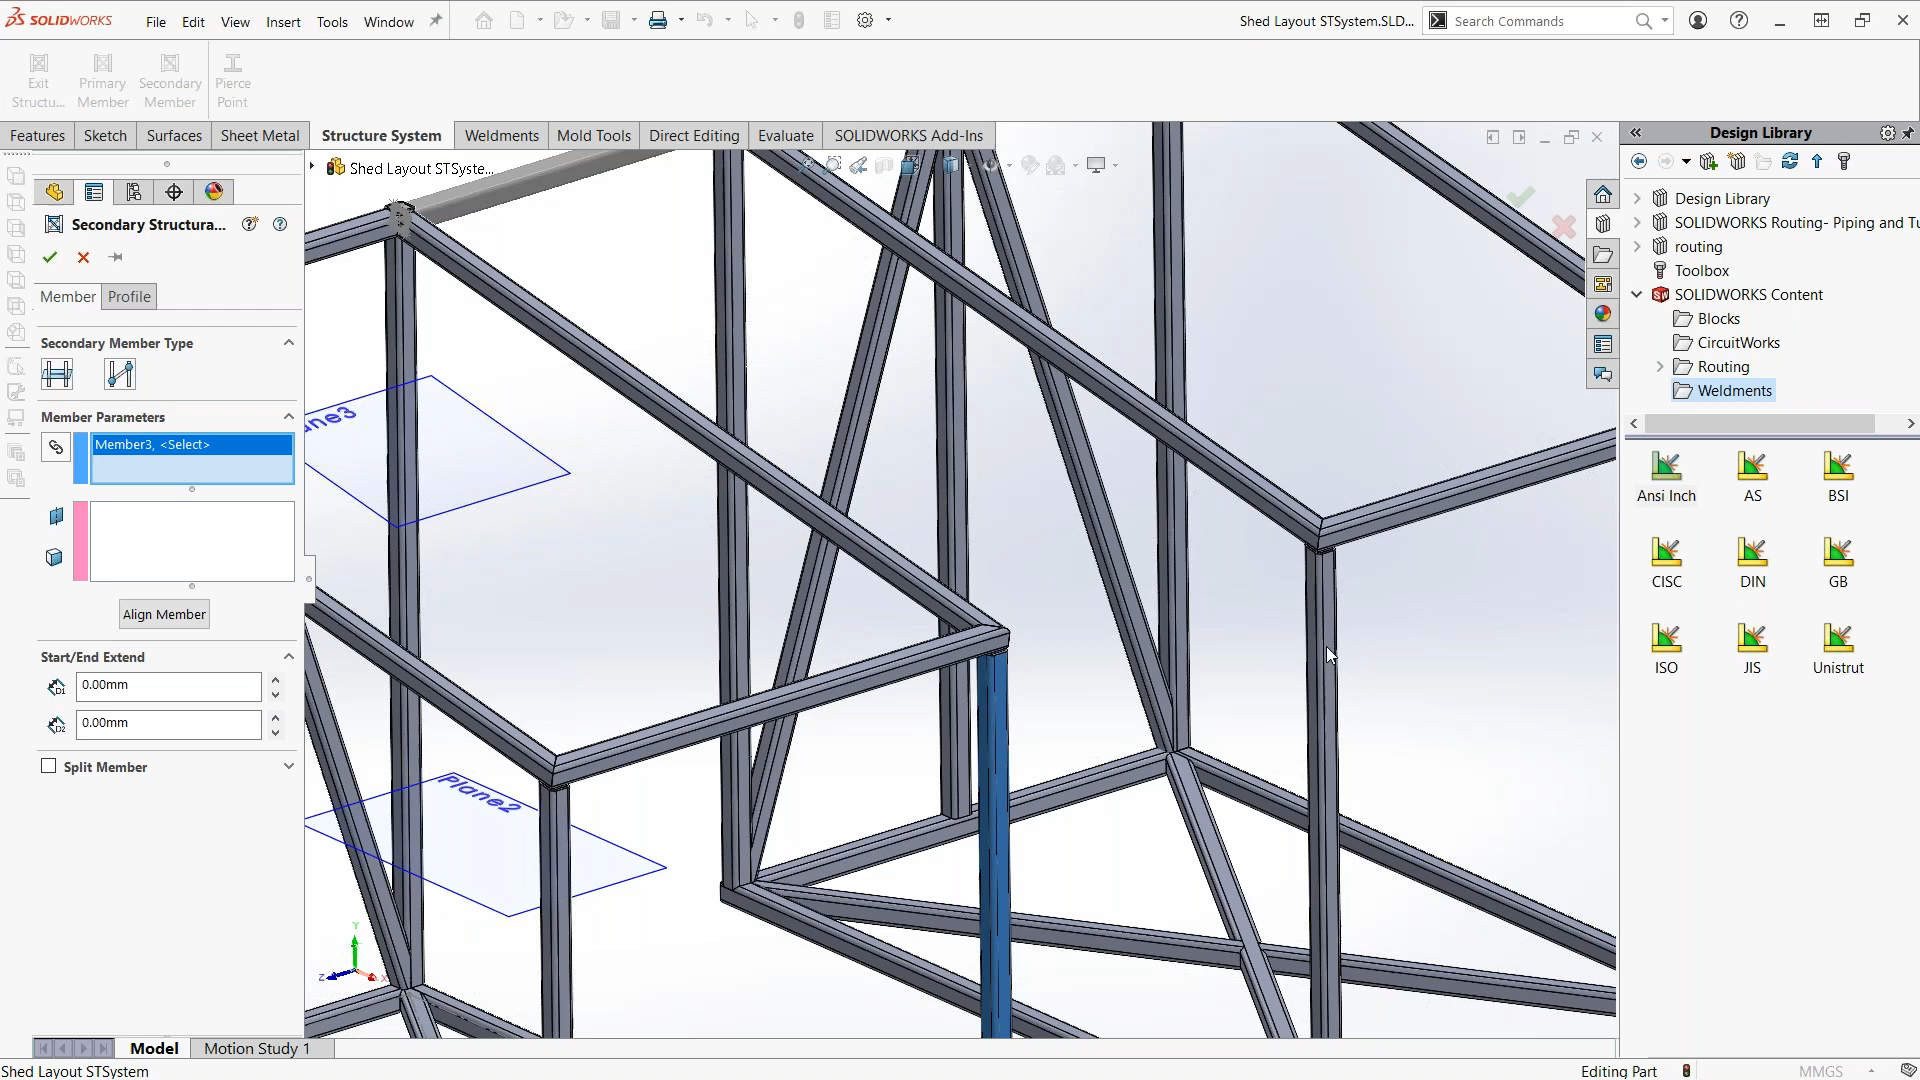 SOLIDWORKS
File
Edit
View
Insert
Tools
Window
Shed Layout STSystem.SLD...
Search Commands
Exit
Structu...
Primary
Member
Secondary
Member
Pierce
Point
Features
Sketch
Surfaces
Sheet Metal
Structure System
Weldments
Mold Tools
Direct Editing
Evaluate
SOLIDWORKS Add-Ins
Secondary Structura...
Member
Profile
Secondary Member Type
Member Parameters
Member3, <Select>
Align Member
Start/End Extend
D1
0.00mm
D2
0.00mm
Split Member
Shed Layout STSyste...
ane3
Plane2
Y
Z
X
Design Library
Design Library
SOLIDWORKS Routing- Piping and Tu
routing
Toolbox
SOLIDWORKS Content
Blocks
CircuitWorks
Routing
Weldments
Ansi Inch
AS
BSI
CISC
DIN
GB
ISO
JIS
Unistrut
Model
Motion Study 1
Shed Layout STSystem
Editing Part
MMGS